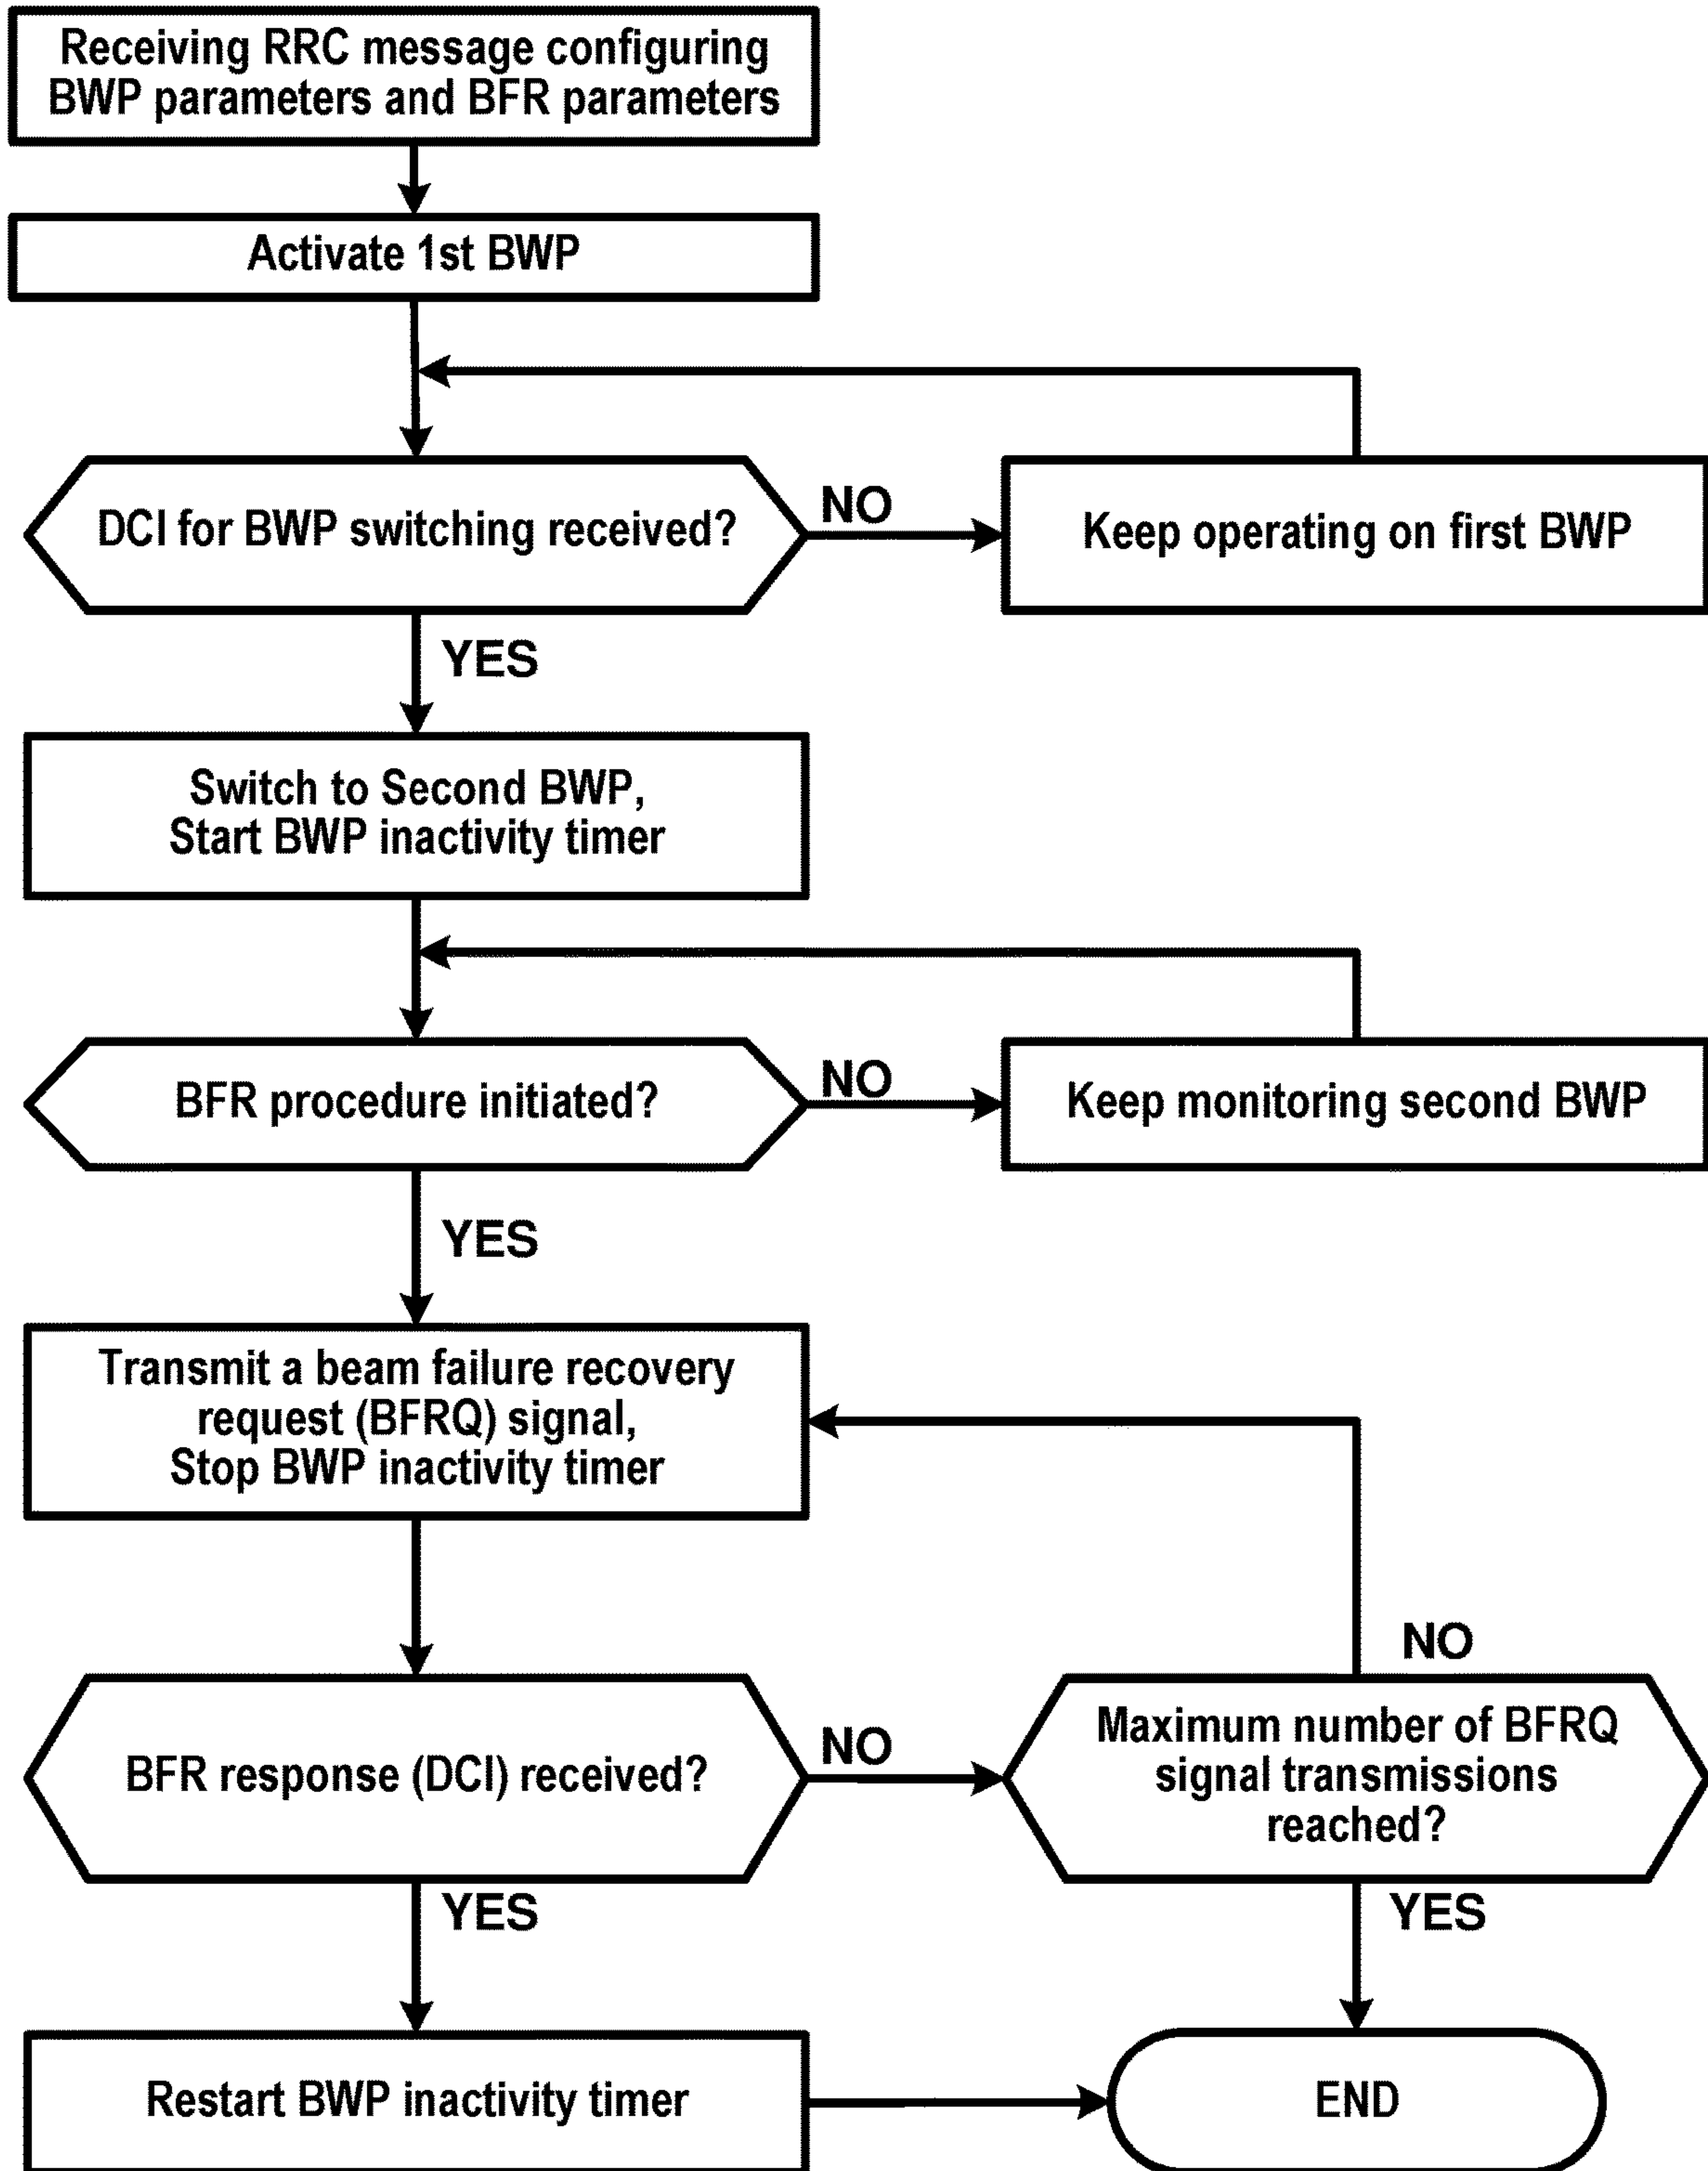 Receiving RRC message configuring
BWP parameters and BFR parameters
Activate 1st BWP
DCI for BWP switching received?
NO
Keep operating on first BWP
YES
Switch to Second BWP,
Start BWP inactivity timer
BFR procedure initiated?
NO
Keep monitoring second BWP
YES
Transmit a beam failure recovery
request (BFRQ) signal,
Stop BWP inactivity timer
NO
BFR response (DCI) received?
NO
Maximum number of BFRQ
signal transmissions
reached?
YES
YES
Restart BWP inactivity timer
END